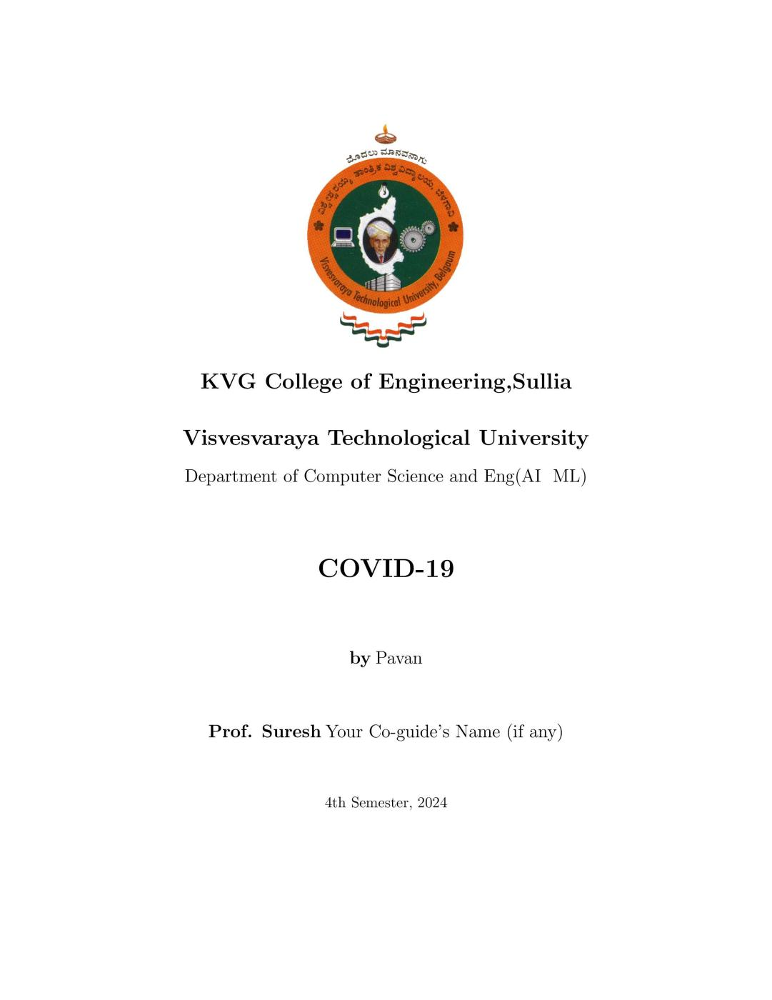 ಮೊದಲು ಮಾನವನಾಗು
ವಿಶ್ವೇಶ್ವರಯ್ಯ ತಾಂತ್ರಿಕ ವಿಶ್ವವಿದ್ಯಾಲಯ, ಬೆಳಗಾವಿ
Visvesvaraya Technological University, Belgaum
KVG College of Engineering,Sullia
Visvesvaraya Technological University
Department of Computer Science and Eng(AI ML)
COVID-19
by Pavan
Prof. Suresh Your Co-guide's Name (if any)
4th Semester, 2024